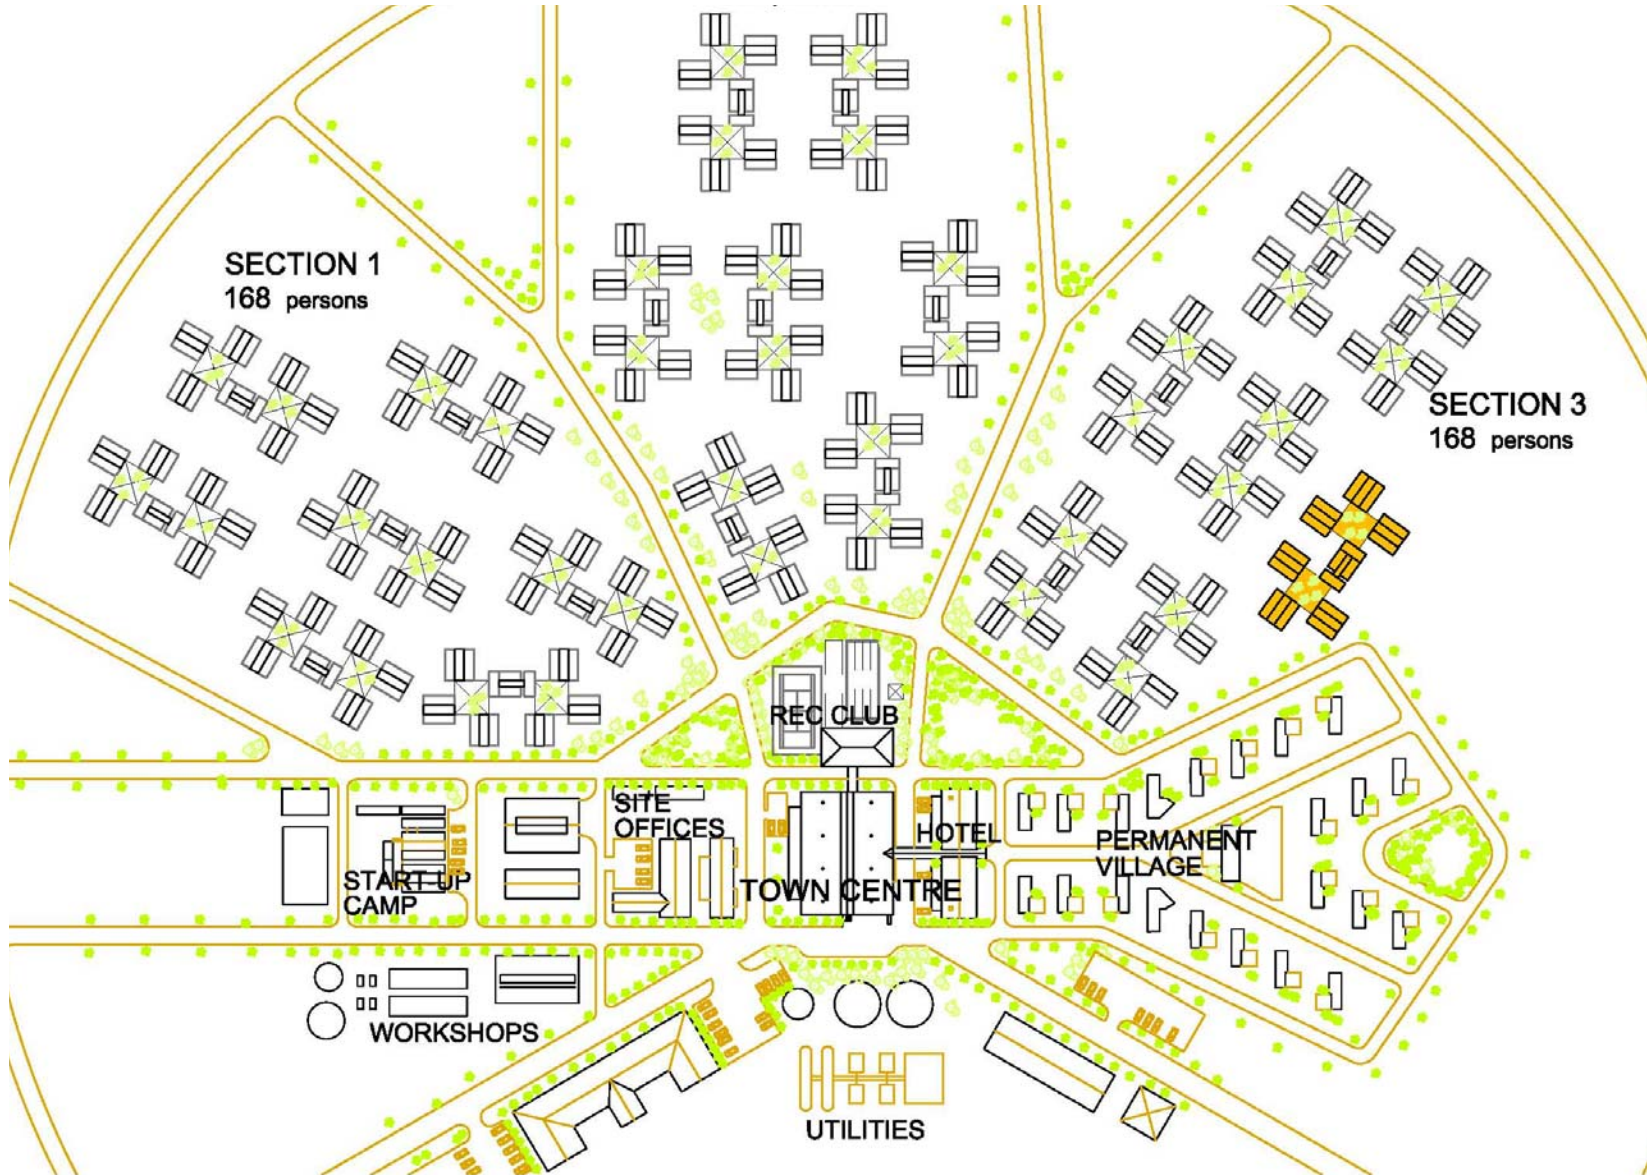 SECTION 1
168 persons
SECTION 3
168 persons
REC CLUB
SITE
OFFICES
HOTEL
PERMANENT
VILLAGE
START-UP
CAMP
TOWN CENTRE
WORKSHOPS
UTILITIES